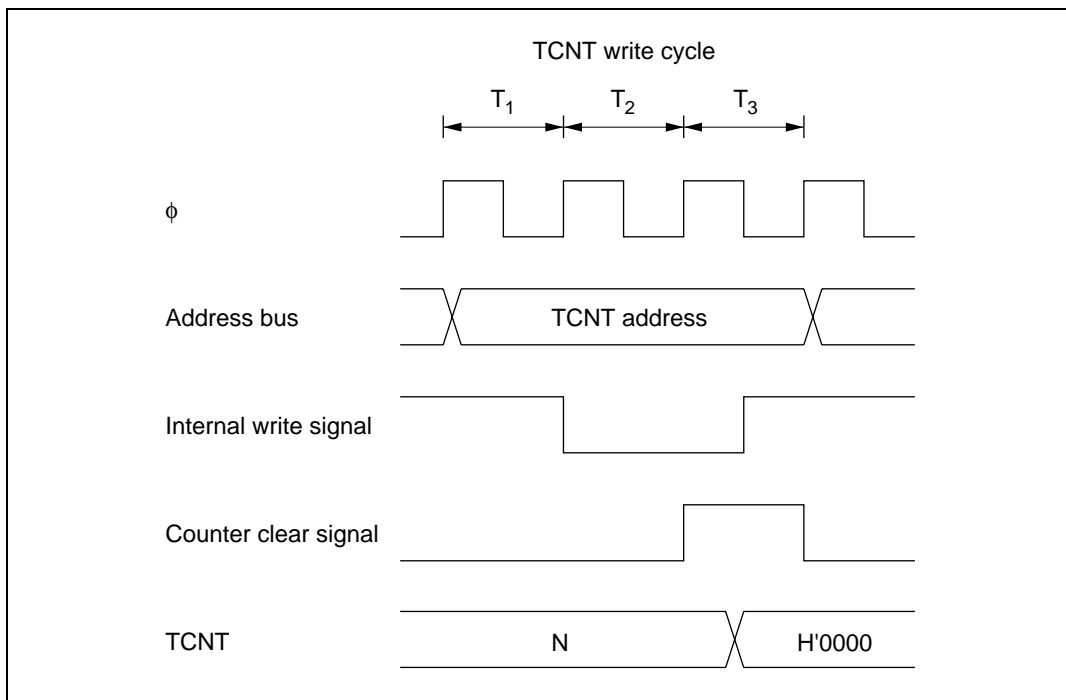 TCNT write cycle
T1 T2 T3
ϕ
Address bus TCNT address
Internal write signal
Counter clear signal
TCNT N H'0000